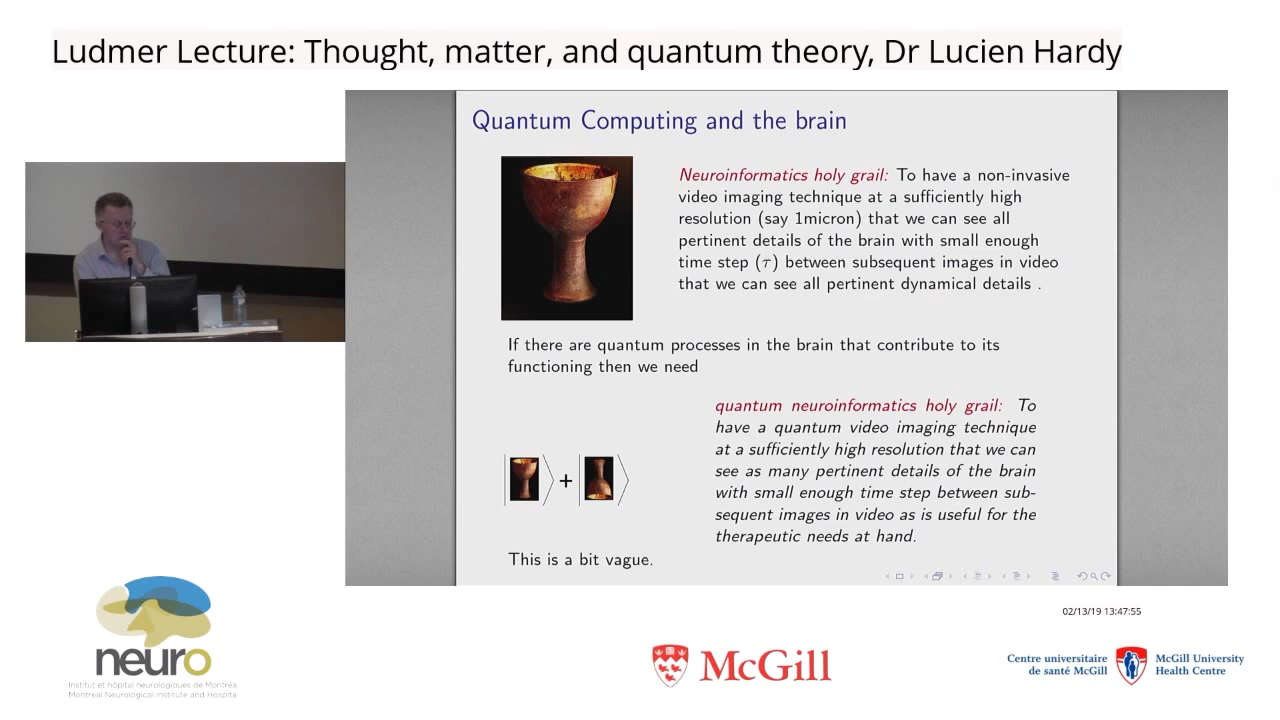 Ludmer Lecture: Thought, matter, and quantum theory, Dr Lucien Hardy
Quantum Computing and the brain
Neuroinformatics holy grail: To have a non-invasive
video imaging technique at a sufficiently high
resolution (say 1micron) that we can see all
pertinent details of the brain with small enough
time step (τ) between subsequent images in video
that we can see all pertinent dynamical details .
If there are quantum processes in the brain that contribute to its
functioning then we need
quantum neuroinformatics holy grail: To
have a quantum video imaging technique
at a sufficiently high resolution that we can
see as many pertinent details of the brain
with small enough time step between sub-
sequent images in video as is useful for the
therapeutic needs at hand.
+
This is a bit vague.
02/13/19 13:47:55
neuro
Institut et hôpital neurologiques de Montréal
Montreal Neurological Institute and Hospital
McGill
Centre universitaire
de santé McGill
McGill University
Health Centre